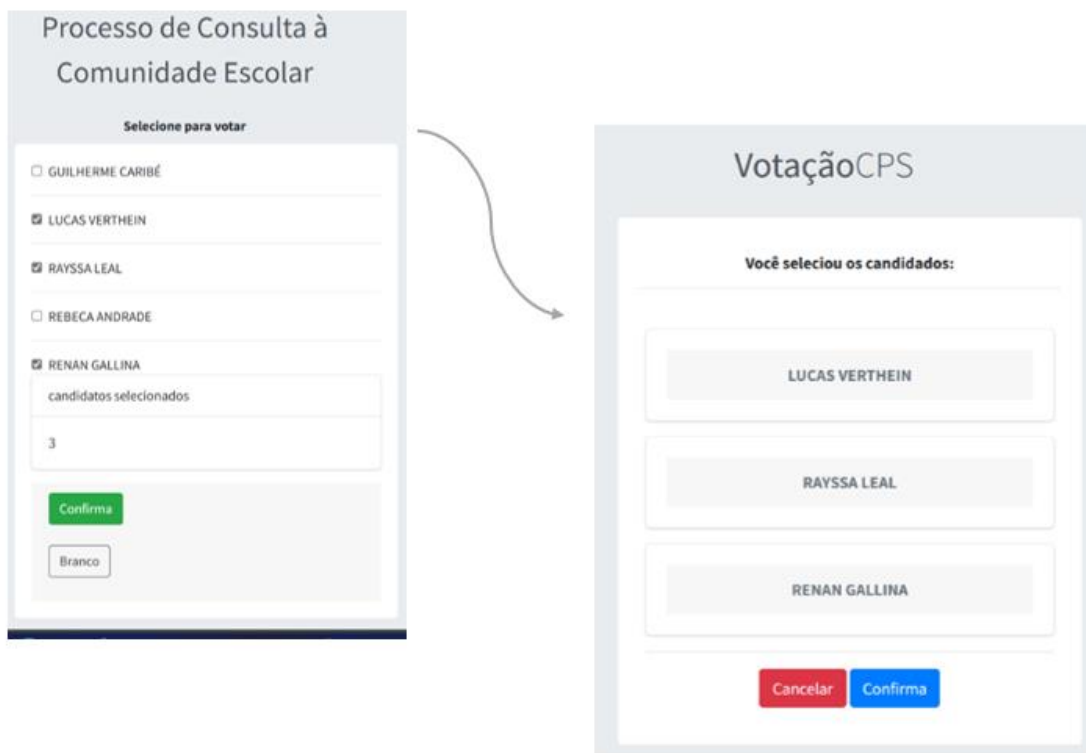 Processo de Consulta à
Comunidade Escolar
Selecione para votar
GUILHERME CARIBÉ
LUCAS VERTHEIN
RAYSSA LEAL
REBECA ANDRADE
RENAN GALLINA
candidatos selecionados
3
Confirma
Branco
VotaçãoCPS
Você seleciou os candidados:
LUCAS VERTHEIN
RAYSSA LEAL
RENAN GALLINA
Cancelar Confirma